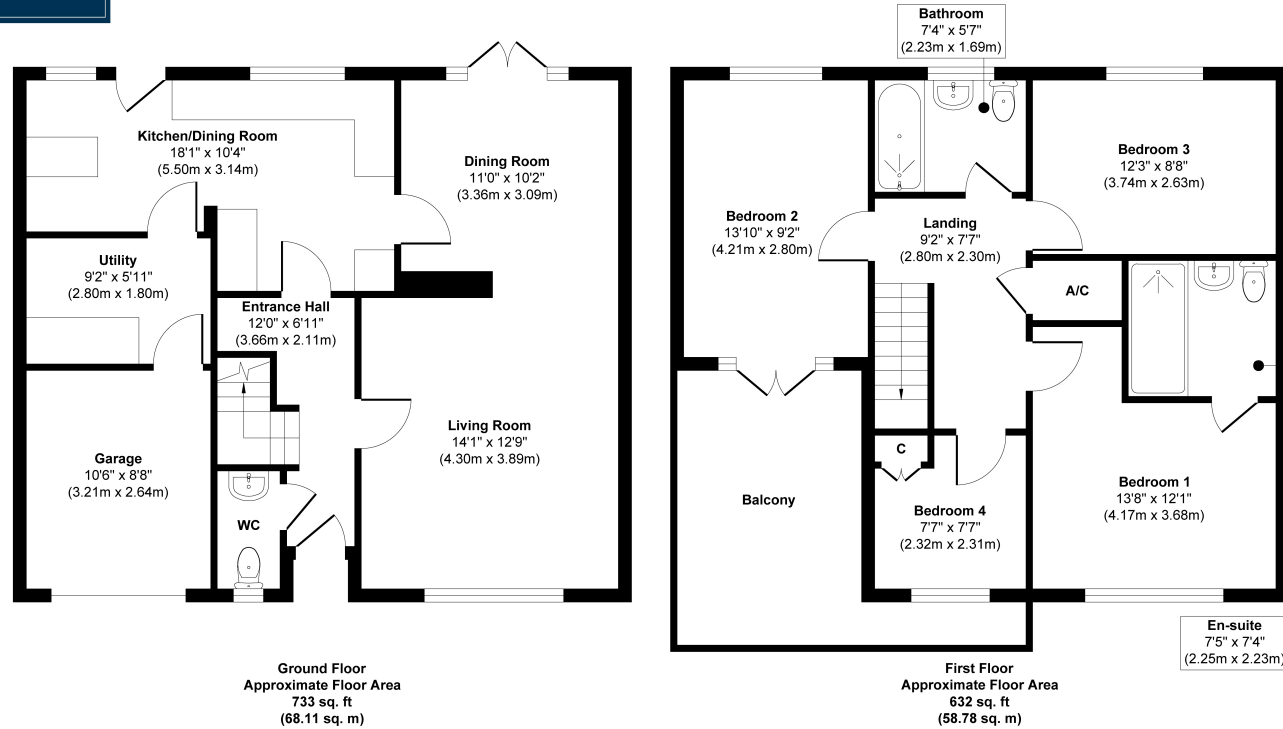 Bathroom
7'4" x 5'7"
(2.23m x 1.69m)
Kitchen/Dining Room
18'1" x 10'4"
(5.50m x 3.14m)
Dining Room
11'0" x 10'2"
(3.36m x 3.09m)
Utility
9'2" x 5'11"
(2.80m x 1.80m)
Entrance Hall
12'0" x 6'11"
(3.66m x 2.11m)
Living Room
14'1" x 12'9"
(4.30m x 3.89m)
Garage
10'6" x 8'8"
(3.21m x 2.64m)
WC
Ground Floor
Approximate Floor Area
733 sq. ft
(68.11 sq. m)
Bedroom 3
12'3" x 8'8"
(3.74m x 2.63m)
Bedroom 2
13'10" x 9'2"
(4.21m x 2.80m)
Landing
9'2" x 7'7"
(2.80m x 2.30m)
A/C
C
Bedroom 1
13'8" x 12'1"
(4.17m x 3.68m)
Balcony
Bedroom 4
7'7" x 7'7"
(2.32m x 2.31m)
En-suite
7'5" x 7'4"
(2.25m x 2.23m)
First Floor
Approximate Floor Area
632 sq. ft
(58.78 sq. m)